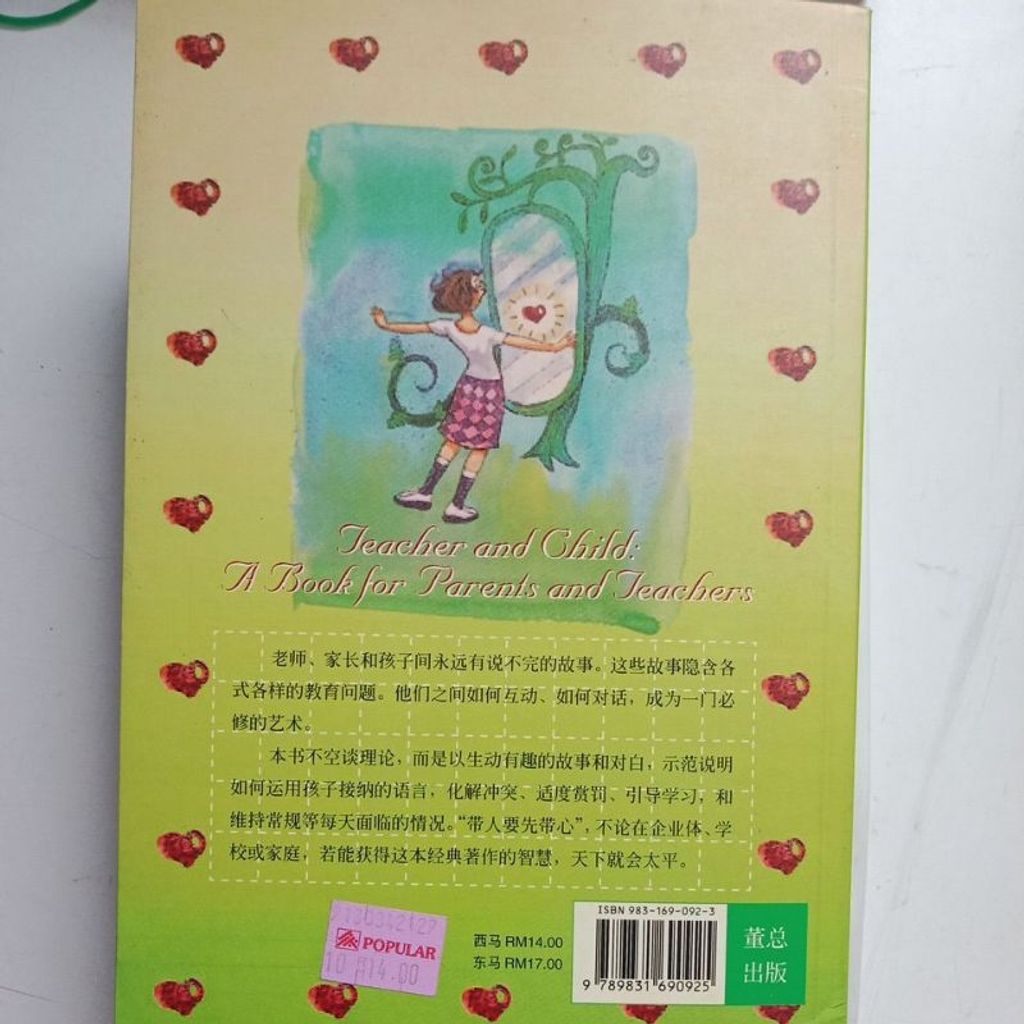 Teacher and Child:
A Book for Parents and Teachers
老师、家长和孩子间永远有说不完的故事。这些故事隐含各
式各样的教育问题。他们之间如何互动、如何对话，成为一门必
修的艺术。
本书不空谈理论，而是以生动有趣的故事和对白，示范说明
如何运用孩子接纳的语言，化解冲突、适度赏罚、引导学习，和
维持常规等每天面临的情况。“带人要先带心”，不论在企业体、学
校或家庭，若能获得这本经典著作的智慧，天下就会太平。
POPULAR
14.00
西马 RM14.00
东马 RM17.00
ISBN 983-169-092-3
9 789831 690925
董总
出版